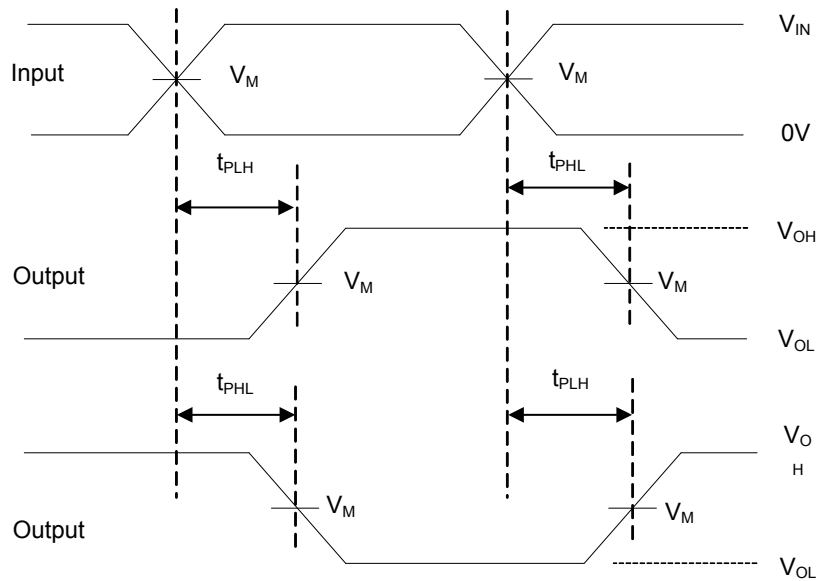 V_IN
Input V_M V_M
0V
t_PLH t_PHL
V_OH
Output V_M V_M
V_OL
t_PHL t_PLH
V_O
H
V_M V_M
Output
V_OL